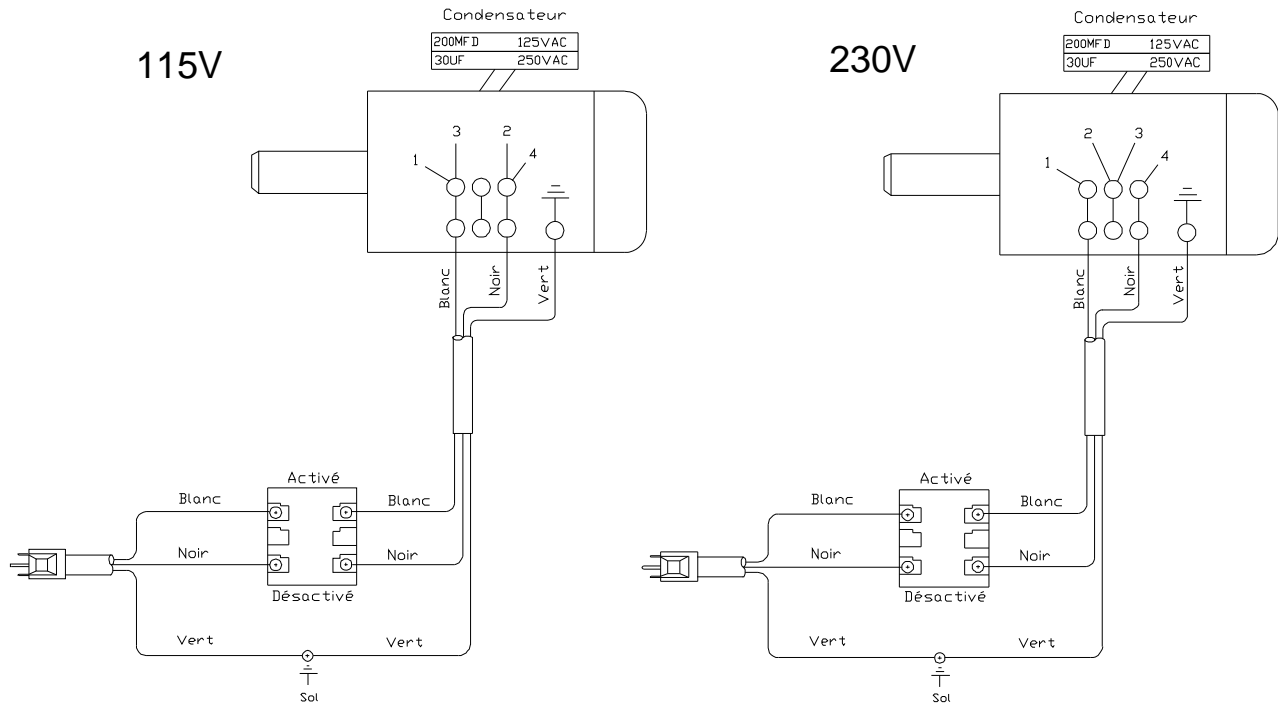 115V
Condensateur
200MFD 125VAC
30UF 250VAC
3 2
1 4
Blanc
Noir
Vert
Activé
Blanc Blanc
Noir Noir
Désactivé
Vert Vert
Sol
230V
Condensateur
200MFD 125VAC
30UF 250VAC
2 3
1 4
Blanc
Noir
Vert
Activé
Blanc Blanc
Noir Noir
Désactivé
Vert Vert
Sol